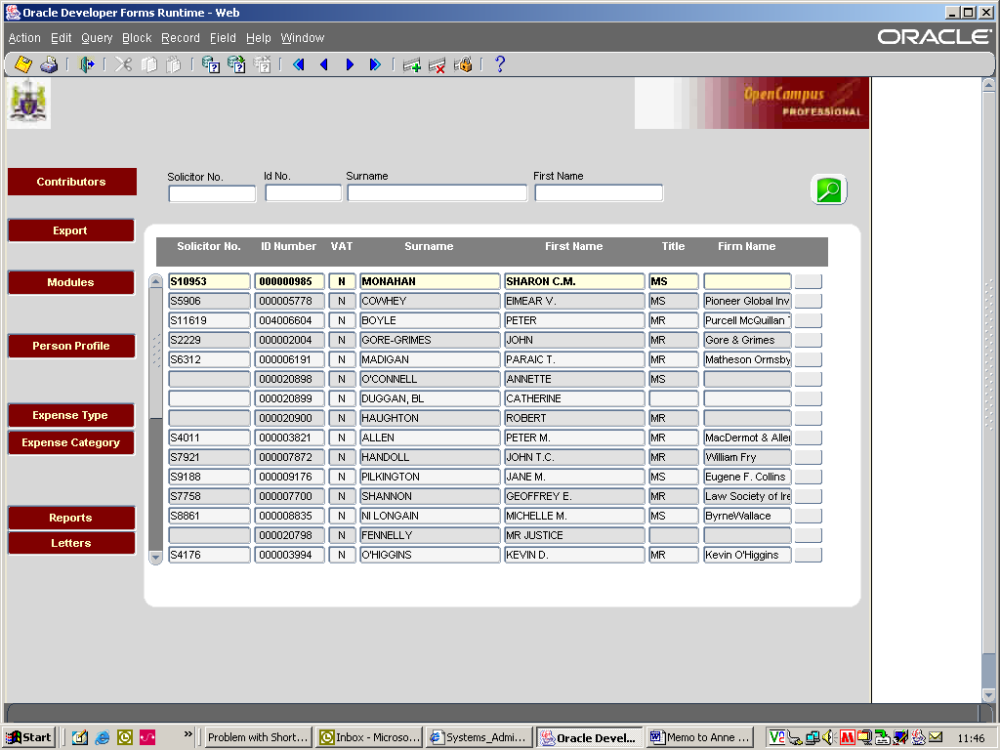 Oracle Developer Forms Runtime - Web
Action Edit Query Block Record Field Help Window
ORACLE
OpenCampus
PROFESSIONAL
Contributors
Export
Modules
Person Profile
Expense Type
Expense Category
Reports
Letters
Solicitor No. Id No. Surname First Name
Solicitor No. ID Number VAT Surname First Name Title Firm Name
S10953 000000985 N MONAHAN SHARON C.M. MS
S5906 000005778 N COWHEY EIMEAR V. MS Pioneer Global Inv
S11619 004006604 N BOYLE PETER MR Purcell McQuillan
S2229 000002004 N GORE-GRIMES JOHN MR Gore & Grimes
S6312 000006191 N MADIGAN PARAIC T. MR Matheson Ormsby
000020898 N O'CONNELL ANNETTE MS
000020899 N DUGGAN, BL CATHERINE
000020900 N HAUGHTON ROBERT MR
S4011 000003821 N ALLEN PETER M. MR MacDermot & Aller
S7921 000007872 N HANDOLL JOHN T.C. MR William Fry
S9188 000009176 N PILKINGTON JANE M. MS Eugene F. Collins
S7758 000007700 N SHANNON GEOFFREY E. MR Law Society of Ire
S8861 000008835 N NI LONGAIN MICHELLE M. MS ByrneWallace
000020798 N FENNELLY MR JUSTICE
S4176 000003994 N O'HIGGINS KEVIN D. MR Kevin O'Higgins
Start » Problem with Short... Inbox - Microso... Systems_Admi... Oracle Devel... Memo to Anne ... 11:46